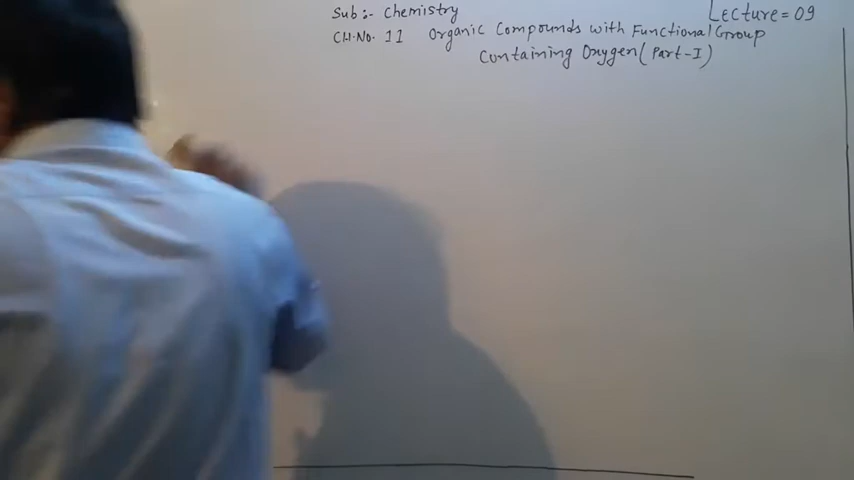 Sub :- Chemistry
Lecture = 09
CH.No. 11 Organic Compounds with Functional Group
Containing Oxygen (Part-I)